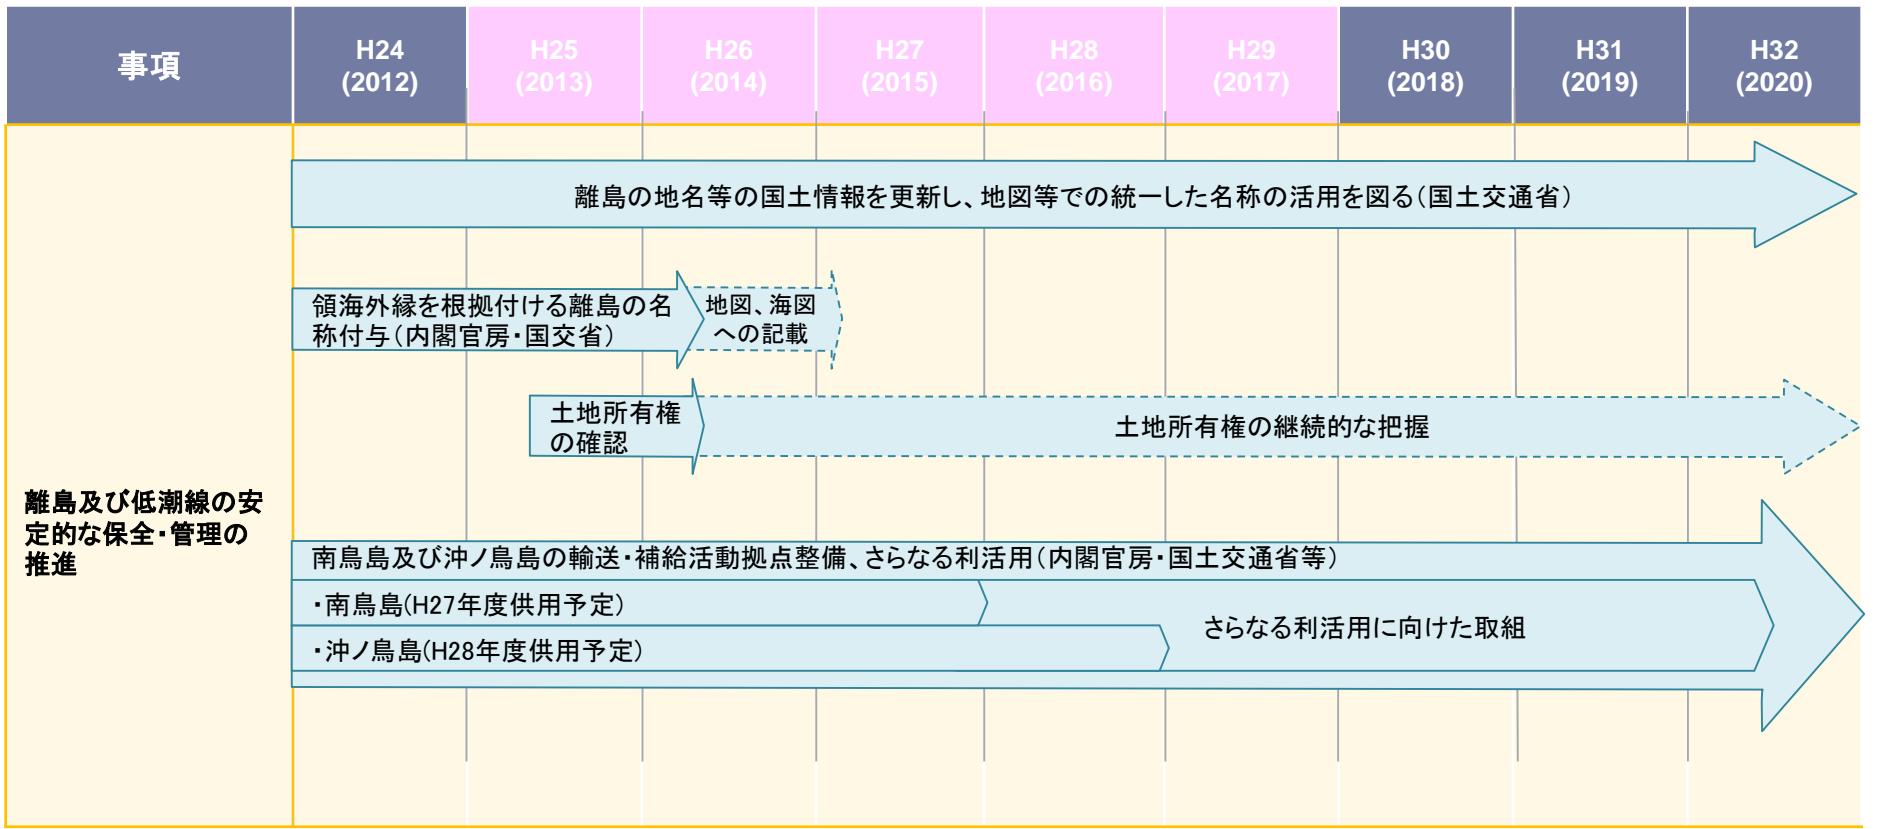 事項
H24
(2012)
H25
(2013)
H26
(2014)
H27
(2015)
H28
(2016)
H29
(2017)
H30
(2018)
H31
(2019)
H32
(2020)
離島及び低潮線の安
定的な保全・管理の
推進
離島の地名等の国土情報を更新し、地図等での統一した名称の活用を図る（国土交通省）
領海外縁を根拠付ける離島の名
称付与（内閣官房・国交省）
地図、海図
への記載
土地所有権
の確認
土地所有権の継続的な把握
南鳥島及び沖ノ鳥島の輸送・補給活動拠点整備、さらなる利活用（内閣官房・国土交通省等）
・南鳥島(H27年度供用予定)
・沖ノ鳥島(H28年度供用予定)
さらなる利活用に向けた取組